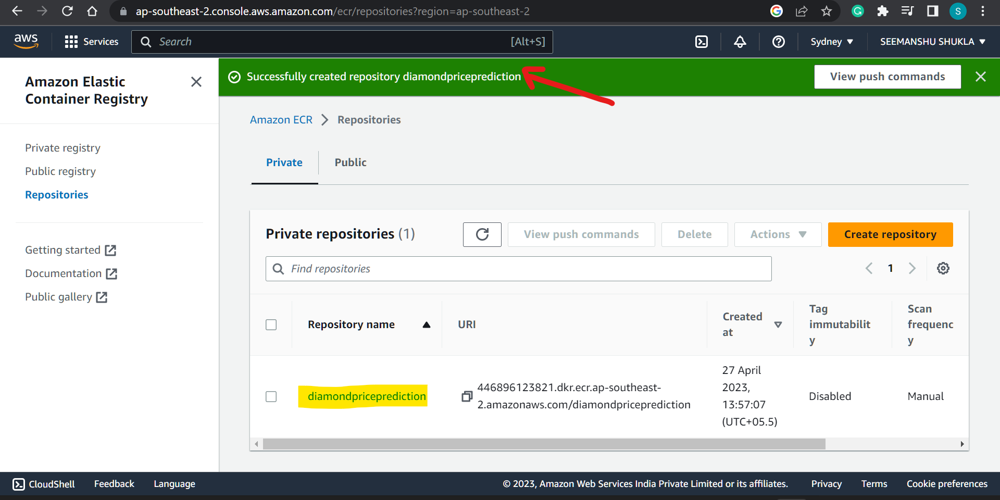 ap-southeast-2.console.aws.amazon.com/ecr/repositories?region=ap-southeast-2
G
S
aws
Services
Search
[Alt+S]
Sydney
SEEMANSHU SHUKLA
Amazon Elastic
Container Registry
Successfully created repository diamondpriceprediction
View push commands
Amazon ECR
Repositories
Private registry
Public registry
Repositories
Getting started
Documentation
Public gallery
Private
Public
Private repositories (1)
View push commands
Delete
Actions
Create repository
Find repositories
1
Repository name
URI
Created
at
Tag
immutabilit
y
Scan
frequenc
y
diamondpriceprediction
446896123821.dkr.ecr.ap-southeast-
2.amazonaws.com/diamondpriceprediction
27 April
2023,
13:57:07
(UTC+05.5)
Disabled
Manual
CloudShell
Feedback
Language
© 2023, Amazon Web Services India Private Limited or its affiliates.
Privacy
Terms
Cookie preferences